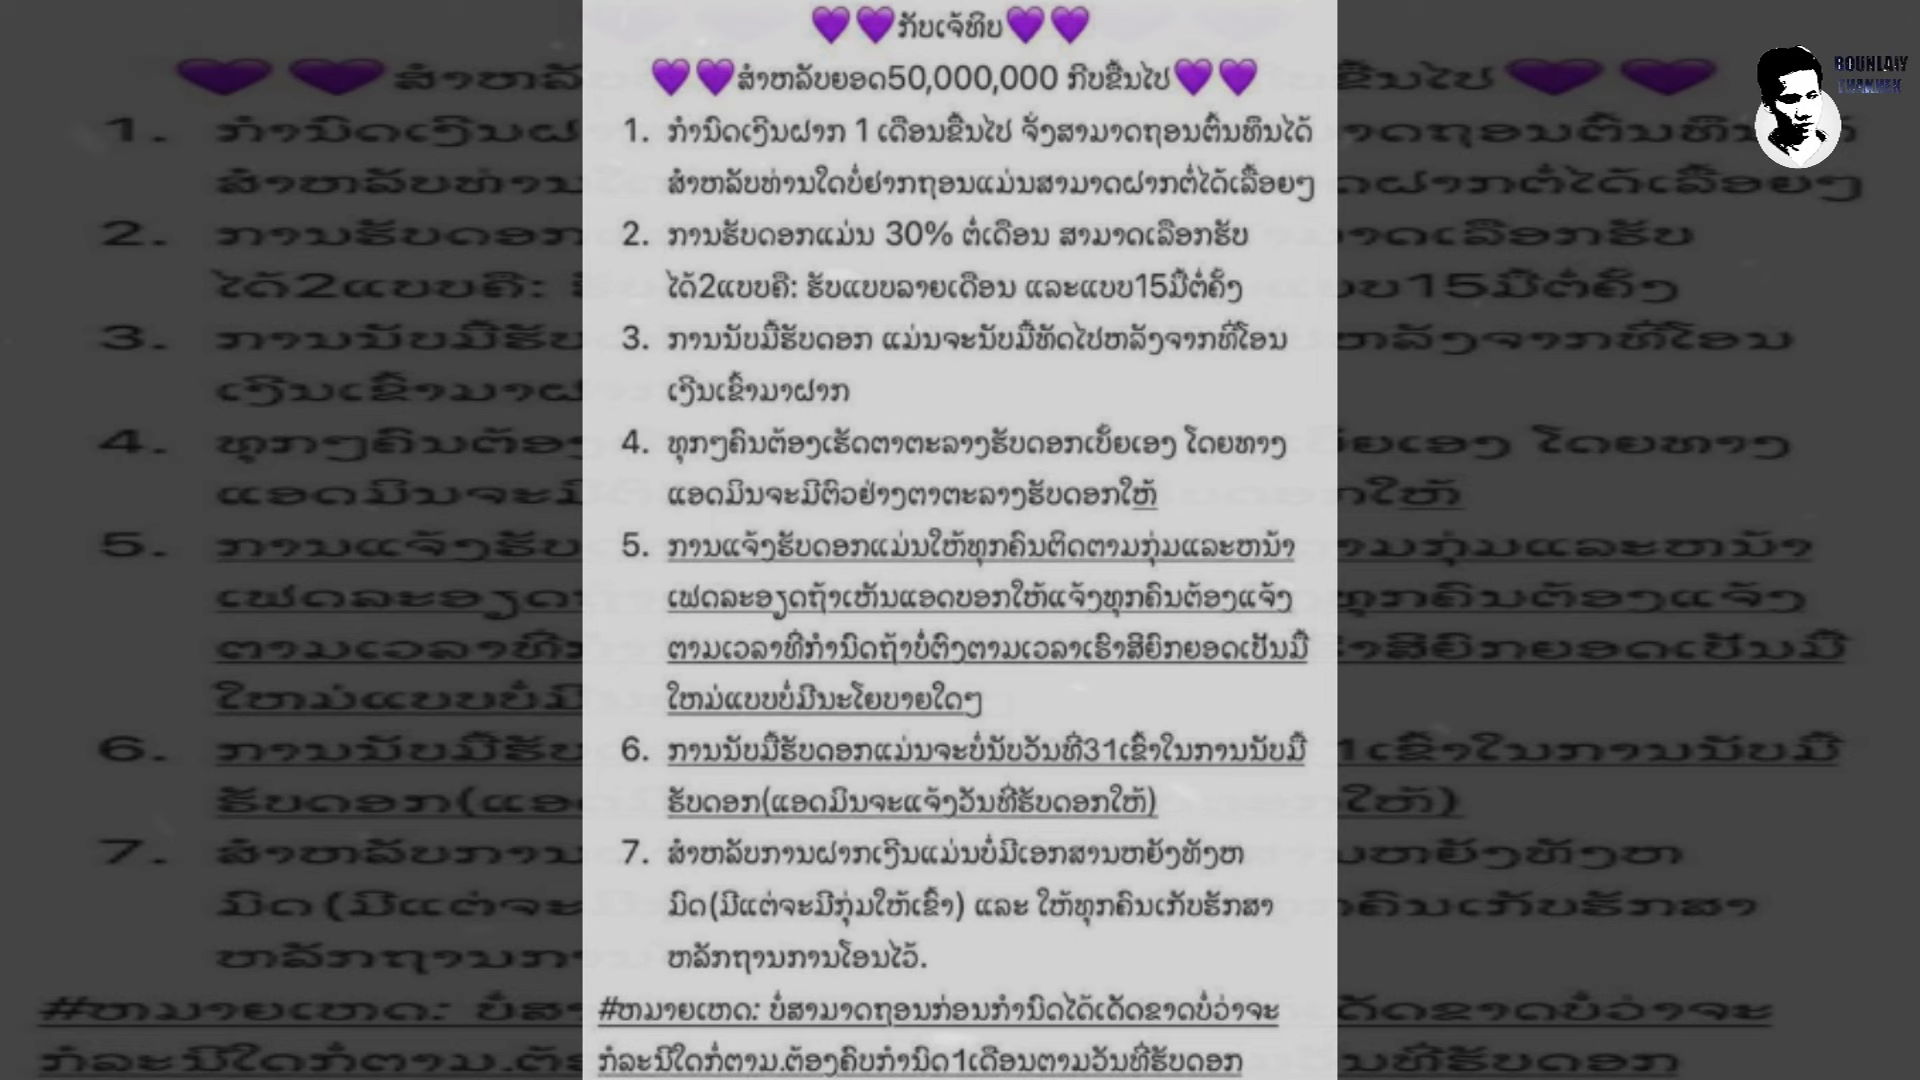 💜💜ກັບເຈ້ທິບ💜💜
💜💜ສຳຫລັບຍອດ50,000,000 ກີບຂື້ນໄປ💜💜
1. ກຳນົດເງິນຝາກ 1 ເດືອນຂື້ນໄປ ຈັ່ງສາມາດຖອນຕົ້ນທຶນໄດ້
ສຳຫລັບທ່ານໃດບໍ່ຢາກຖອນແມ່ນສາມາດຝາກຕໍ່ໄດ້ເລື້ອຍໆ
2. ການຮັບດອກແມ່ນ 30% ຕໍ່ເດືອນ ສາມາດເລືອກຮັບ
ໄດ້2ແບບຄື: ຮັບແບບລາຍເດືອນ ແລະແບບ15ມື້ຕໍ່ຄັ້ງ
3. ການນັບມື້ຮັບດອກ ແມ່ນຈະນັບມື້ທັດໄປຫລັງຈາກທີ່ໂອນ
ເງິນເຂົ້າມາຝາກ
4. ທຸກໆຄົນຕ້ອງເຮັດຕາຕະລາງຮັບດອກເບ້ຍເອງ ໂດຍທາງ
ແອດມິນຈະມີຕົວຢ່າງຕາຕະລາງຮັບດອກໃຫ້
5. ການແຈ້ງຮັບດອກແມ່ນໃຫ້ທຸກຄົນຕິດຕາມກຸ່ມແລະຫນ້າ
ເຟດລະອຽດຖ້າເຫັນແອດບອກໃຫ້ແຈ້ງທຸກຄົນຕ້ອງແຈ້ງ
ຕາມເວລາທີ່ກຳນົດຖ້າບໍ່ຕົງຕາມເວລາເຮົາສິຍົກຍອດເປັນມື້
ໃຫມ່ແບບບໍ່ມີນະໂຍບາຍໃດໆ
6. ການນັບມື້ຮັບດອກແມ່ນຈະບໍ່ນັບວັນທີ່31ເຂົ້າໃນການນັບມື້
ຮັບດອກ(ແອດມິນຈະແຈ້ງວັນທີ່ຮັບດອກໃຫ້)
7. ສຳຫລັບການຝາກເງິນແມ່ນບໍ່ມີເອກສານຫຍັງທັງຫ
ມົດ(ມີແຕ່ຈະມີກຸ່ມໃຫ້ເຂົ້າ) ແລະ ໃຫ້ທຸກຄົນເກັບຮັກສາ
ຫລັກຖານການໂອນໄວ້.
#ຫມາຍເຫດ: ບໍ່ສາມາດຖອນກ່ອນກຳນົດໄດ້ເດັດຂາດບໍ່ວ່າຈະ
ກໍລະນີໃດກໍ່ຕາມ.ຕ້ອງຄົບກຳນົດ1ເດືອນຕາມວັນທີ່ຮັບດອກ
BOUNLAIY